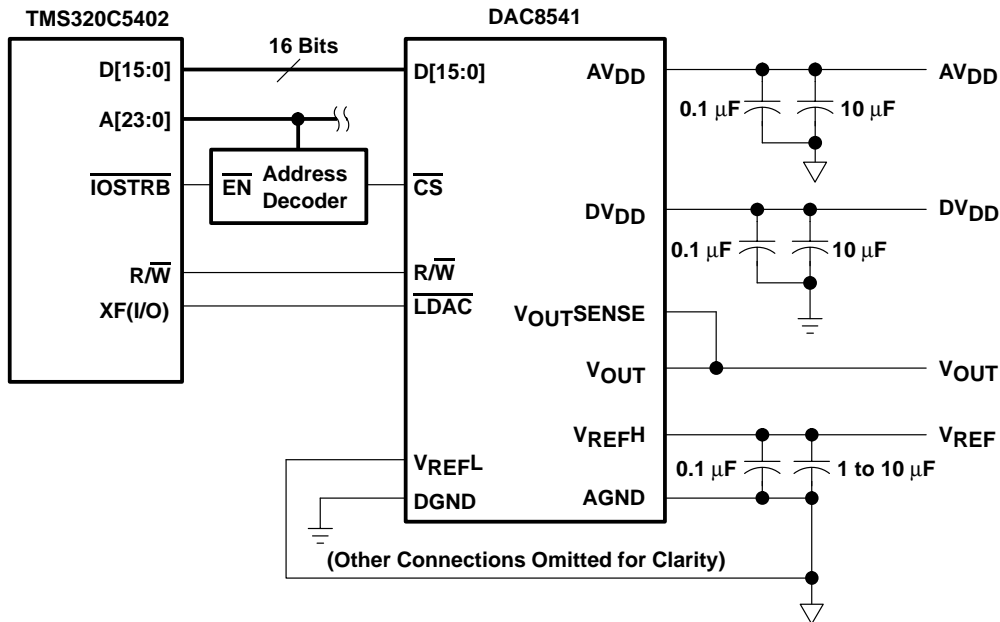 TMS320C5402
DAC8541
16 Bits
D[15:0]
D[15:0]
AVDD
AVDD
A[23:0]
0.1 μF
10 μF
IOSTRB
EN
Address
Decoder
CS
DVDD
DVDD
0.1 μF
10 μF
R/W
R/W
XF(I/O)
LDAC
VOUTSENSE
VOUT
VOUT
VREFH
VREF
0.1 μF
1 to 10 μF
VREFL
DGND
AGND
(Other Connections Omitted for Clarity)